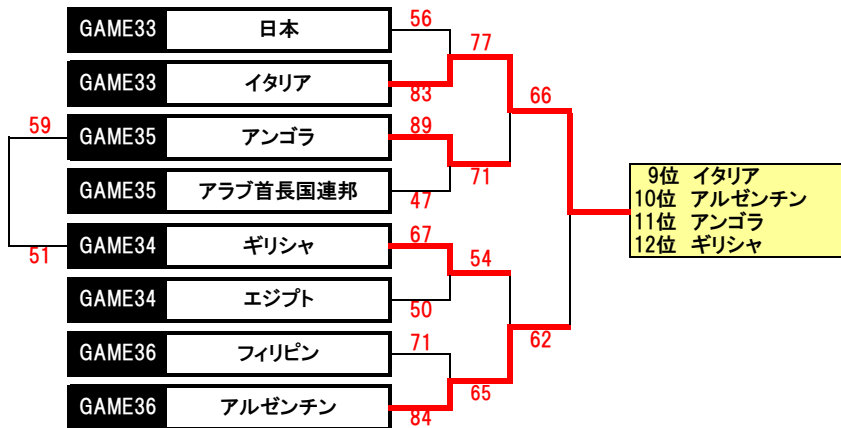 GAME33 日本 56
77
GAME33 イタリア 83
66
59
GAME35 アンゴラ 89
71
GAME35 アラブ首長国連邦 47
9位 イタリア
10位 アルゼンチン
11位 アンゴラ
12位 ギリシャ
51
GAME34 ギリシャ 67
54
GAME34 エジプト 50
62
GAME36 フィリピン 71
65
GAME36 アルゼンチン 84